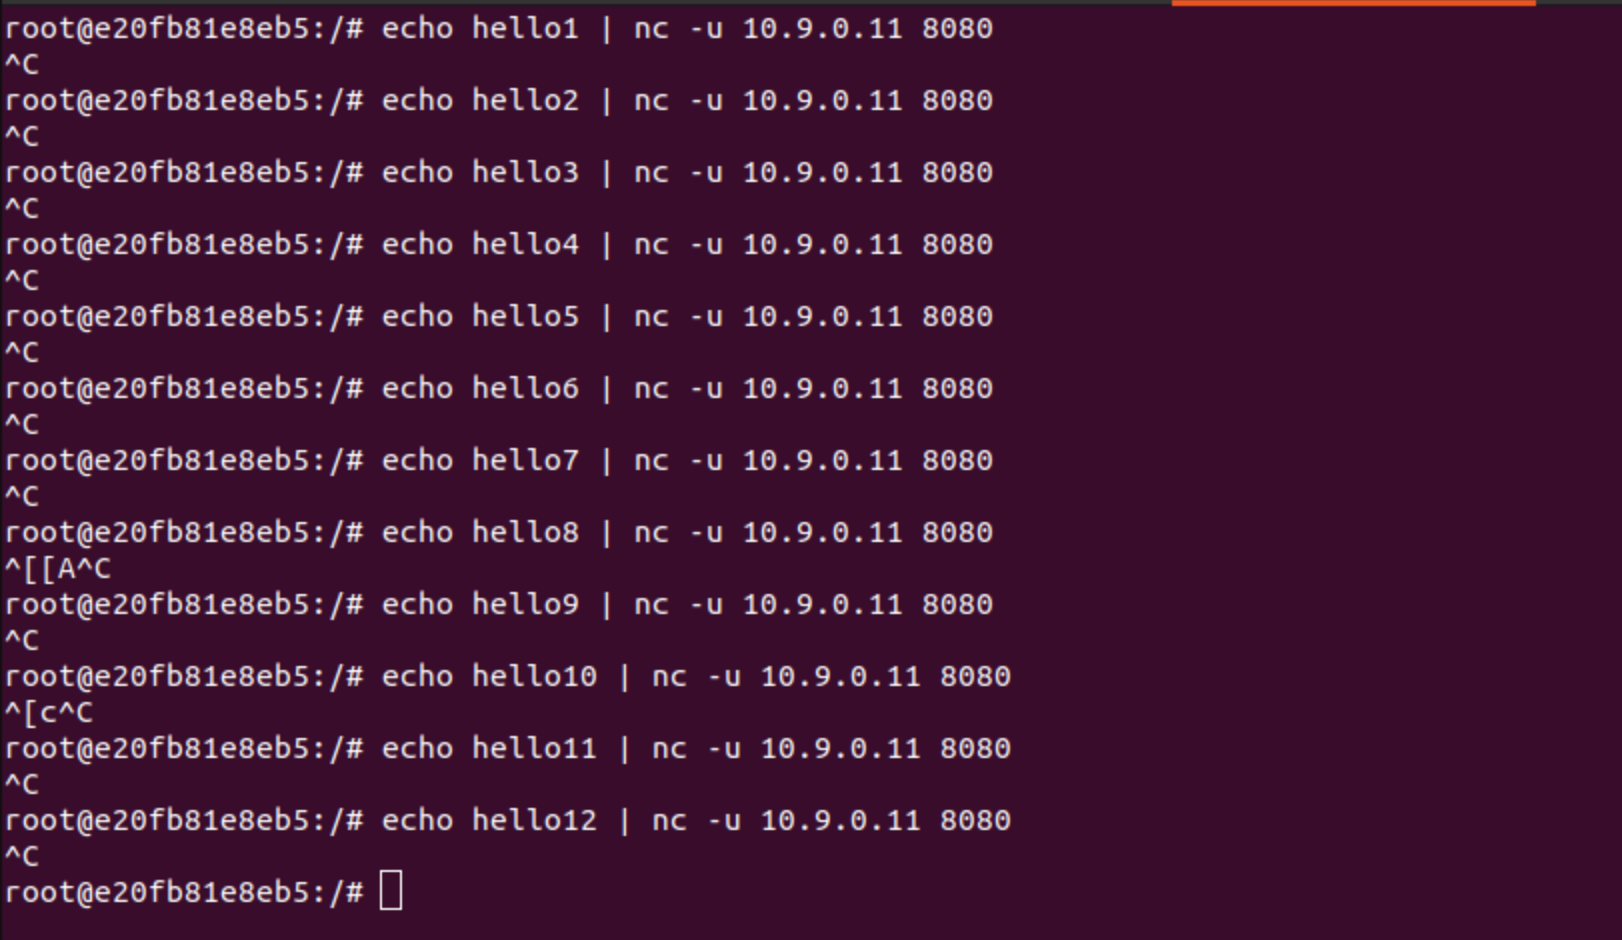 root@e20fb81e8eb5:/# echo hello1 | nc -u 10.9.0.11 8080
^C
root@e20fb81e8eb5:/# echo hello2 | nc -u 10.9.0.11 8080
^C
root@e20fb81e8eb5:/# echo hello3 | nc -u 10.9.0.11 8080
^C
root@e20fb81e8eb5:/# echo hello4 | nc -u 10.9.0.11 8080
^C
root@e20fb81e8eb5:/# echo hello5 | nc -u 10.9.0.11 8080
^C
root@e20fb81e8eb5:/# echo hello6 | nc -u 10.9.0.11 8080
^C
root@e20fb81e8eb5:/# echo hello7 | nc -u 10.9.0.11 8080
^C
root@e20fb81e8eb5:/# echo hello8 | nc -u 10.9.0.11 8080
^[[A^C
root@e20fb81e8eb5:/# echo hello9 | nc -u 10.9.0.11 8080
^C
root@e20fb81e8eb5:/# echo hello10 | nc -u 10.9.0.11 8080
^[c^C
root@e20fb81e8eb5:/# echo hello11 | nc -u 10.9.0.11 8080
^C
root@e20fb81e8eb5:/# echo hello12 | nc -u 10.9.0.11 8080
^C
root@e20fb81e8eb5:/#